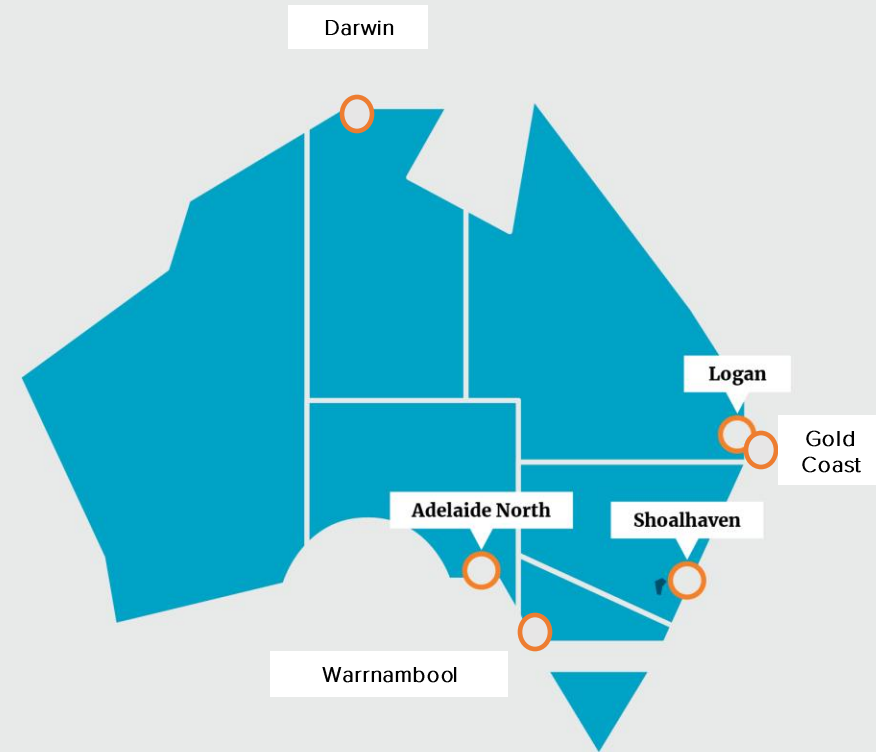 Darwin
Logan
Gold
Coast
Adelaide North
Shoalhaven
Warrnambool